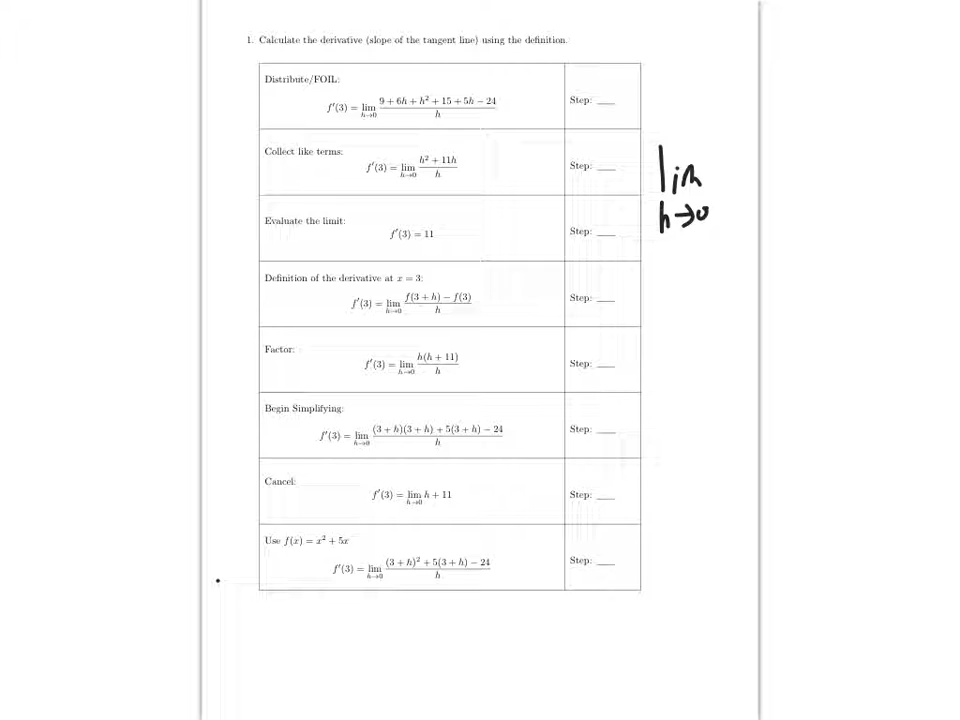 1. Calculate the derivative (slope of the tangent line) using the definition.
Distribute/FOIL:
f′(3) = lim h→0 (9 + 6h + h² + 15 + 5h − 24)/h
Step: ___
Collect like terms:
f′(3) = lim h→0 (h² + 11h)/h
Step: ___
lim
h→0
Evaluate the limit:
f′(3) = 11
Step: ___
Definition of the derivative at x = 3:
f′(3) = lim h→0 (f(3 + h) − f(3))/h
Step: ___
Factor:
f′(3) = lim h→0 h(h + 11)/h
Step: ___
Begin Simplifying:
f′(3) = lim h→0 ((3 + h)(3 + h) + 5(3 + h) − 24)/h
Step: ___
Cancel:
f′(3) = lim h→0 h + 11
Step: ___
Use f(x) = x² + 5x
f′(3) = lim h→0 ((3 + h)² + 5(3 + h) − 24)/h
Step: ___